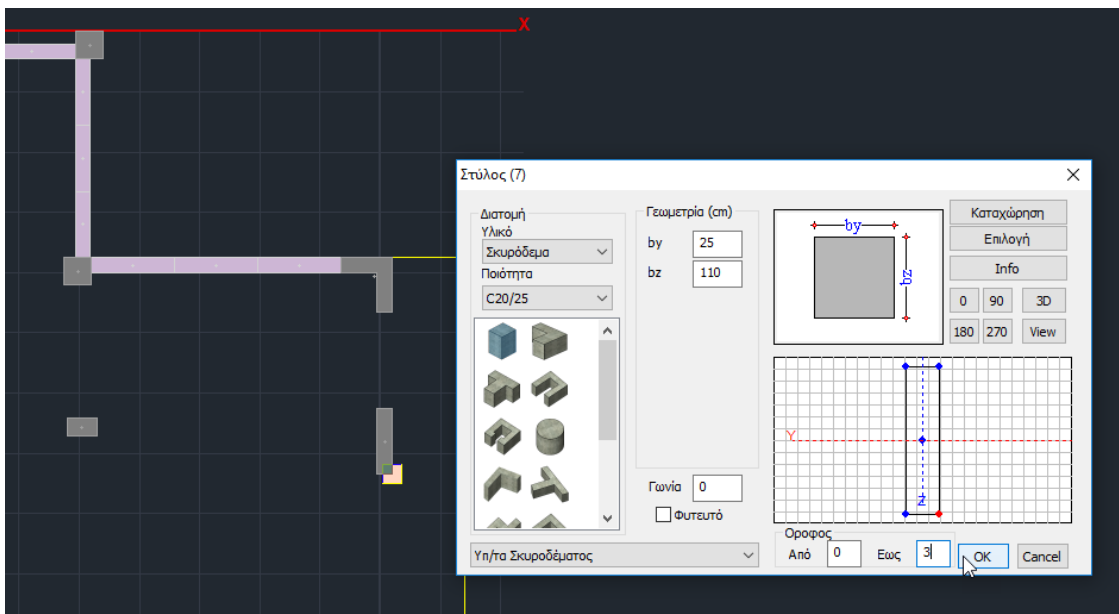 X
Στύλος (7)
Διατομή
Υλικό
Σκυρόδεμα
Ποιότητα
C20/25
Γεωμετρία (cm)
by 25
bz 110
Γωνία 0
Φυτευτό
by
bz
Καταχώρηση
Επιλογή
Info
0 90 3D
180 270 View
Y
Z
Υπ/τα Σκυροδέματος
Οροφος
Από 0 Εως 3
OK Cancel